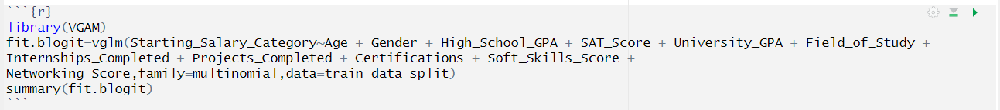 ```{r}
library(VGAM)
fit.blogit=vglm(Starting_Salary_Category~Age + Gender + High_School_GPA + SAT_Score + University_GPA + Field_of_Study +
Internships_Completed + Projects_Completed + Certifications + Soft_Skills_Score +
Networking_Score,family=multinomial,data=train_data_split)
summary(fit.blogit)
```